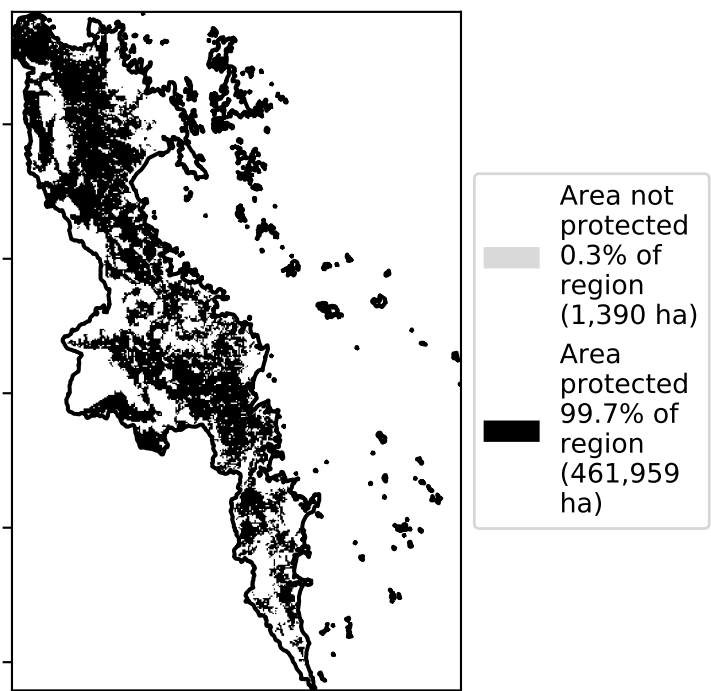 Area not
protected
0.3% of
region
(1,390 ha)
Area
protected
99.7% of
region
(461,959
ha)